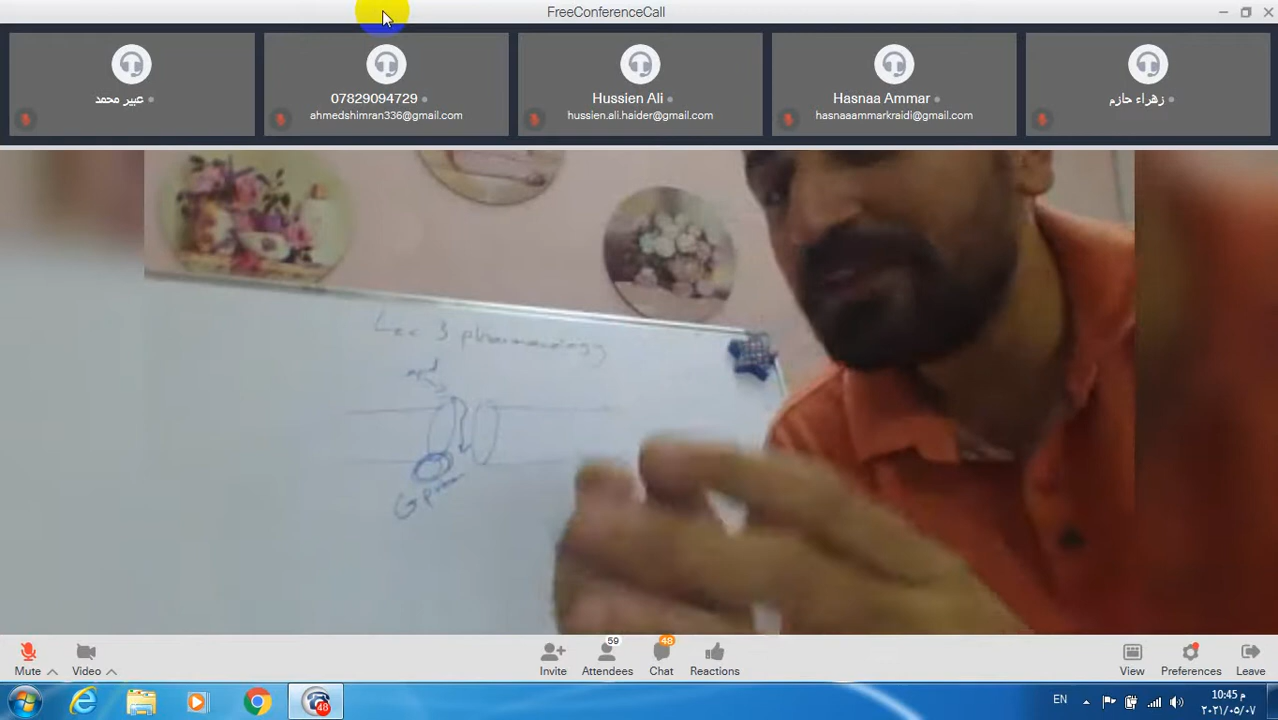 FreeConferenceCall
عبير محمد
07829094729
ahmedshimran336@gmail.com
Hussien Ali
hussien.ali.haider@gmail.com
Hasnaa Ammar
hasnaaammarkraidi@gmail.com
زهراء حازم
Lec 3 pharmacology
G
Mute
Video
Invite
59
Attendees
48
Chat
Reactions
View
Preferences
Leave
48
EN
10:45 م
٢٠٢١/٠٥/٠٧